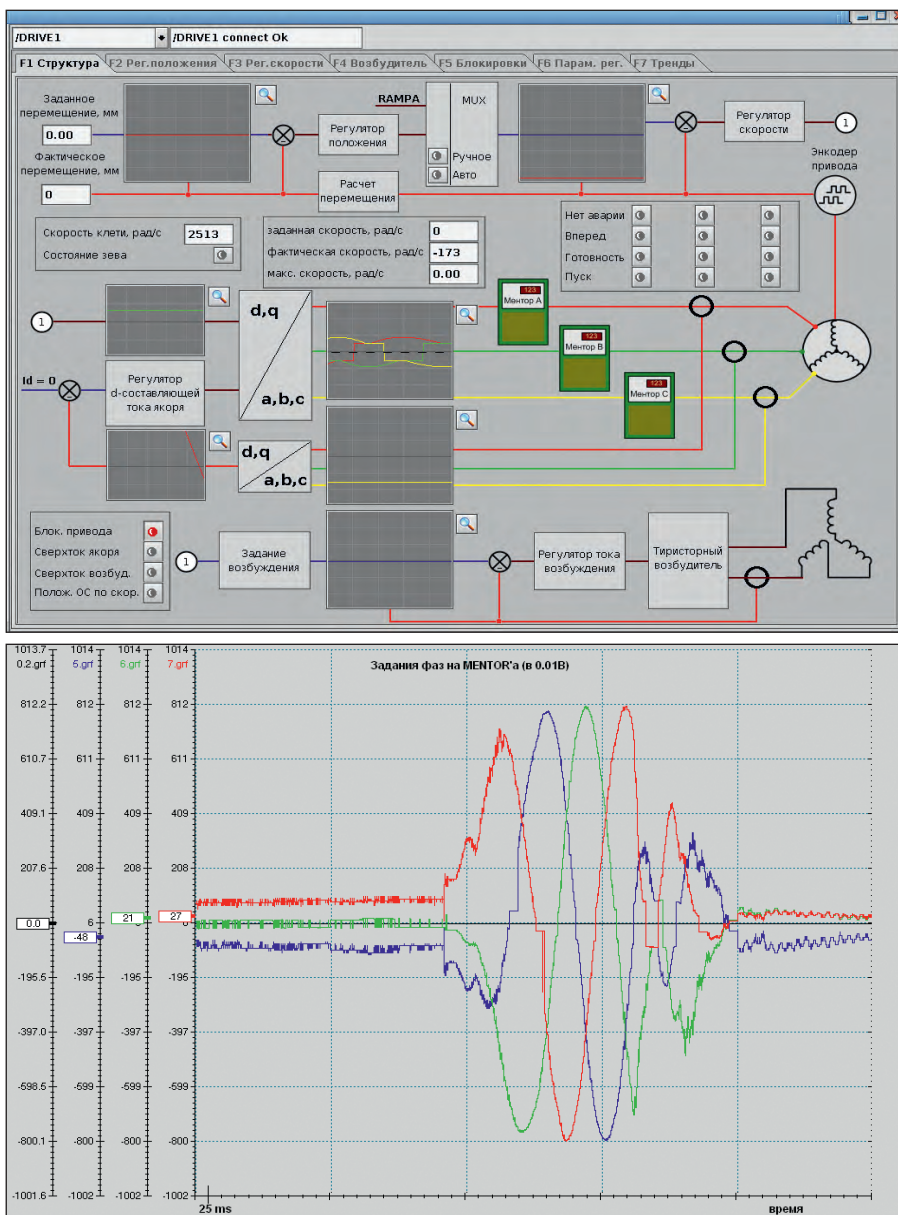 /DRIVE1 /DRIVE1 connect Ok
F1 Структура F2 Рег.положения F3 Рег.скорости F4 Возбудитель F5 Блокировки F6 Парам. рег. F7 Тренды
Заданное
перемещение, мм
0.00
Фактическое
перемещение, мм
0
Регулятор
положения
Расчет
перемещения
RAMPA
MUX
Ручное
Авто
Регулятор
скорости
1
Энкодер
привода
Скорость клети, рад/с 2513
Состояние зева
заданная скорость, рад/с 0
фактическая скорость, рад/с -173
макс. скорость, рад/с 0.00
Нет аварии
Вперед
Готовность
Пуск
1
d,q
a,b,c
123
Ментор A
123
Ментор B
123
Ментор C
Id = 0
Регулятор
d-составляющей
тока якоря
d,q
a,b,c
Блок. привода
Сверхток якоря
Сверхток возбуд.
Полож. ОС по скор.
1
Задание
возбуждения
Регулятор тока
возбуждения
Тиристорный
возбудитель
1013.7 1014 1014 1014
0.2.grf 5.grf 6.grf 7.grf
Задания фаз на MENTOR'а (в 0.01В)
812.2 812 812 812
610.7 611 611 611
409.1 409 409 409
207.6 208 208 208
0.0 6 21 27
-48
-195.5 -195 -195 -195
-397.0 -397 -397 -397
-598.5 -599 -599 -599
-800.1 -800 -800 -800
-1001.6 -1002 -1002 -1002
25 ms
время